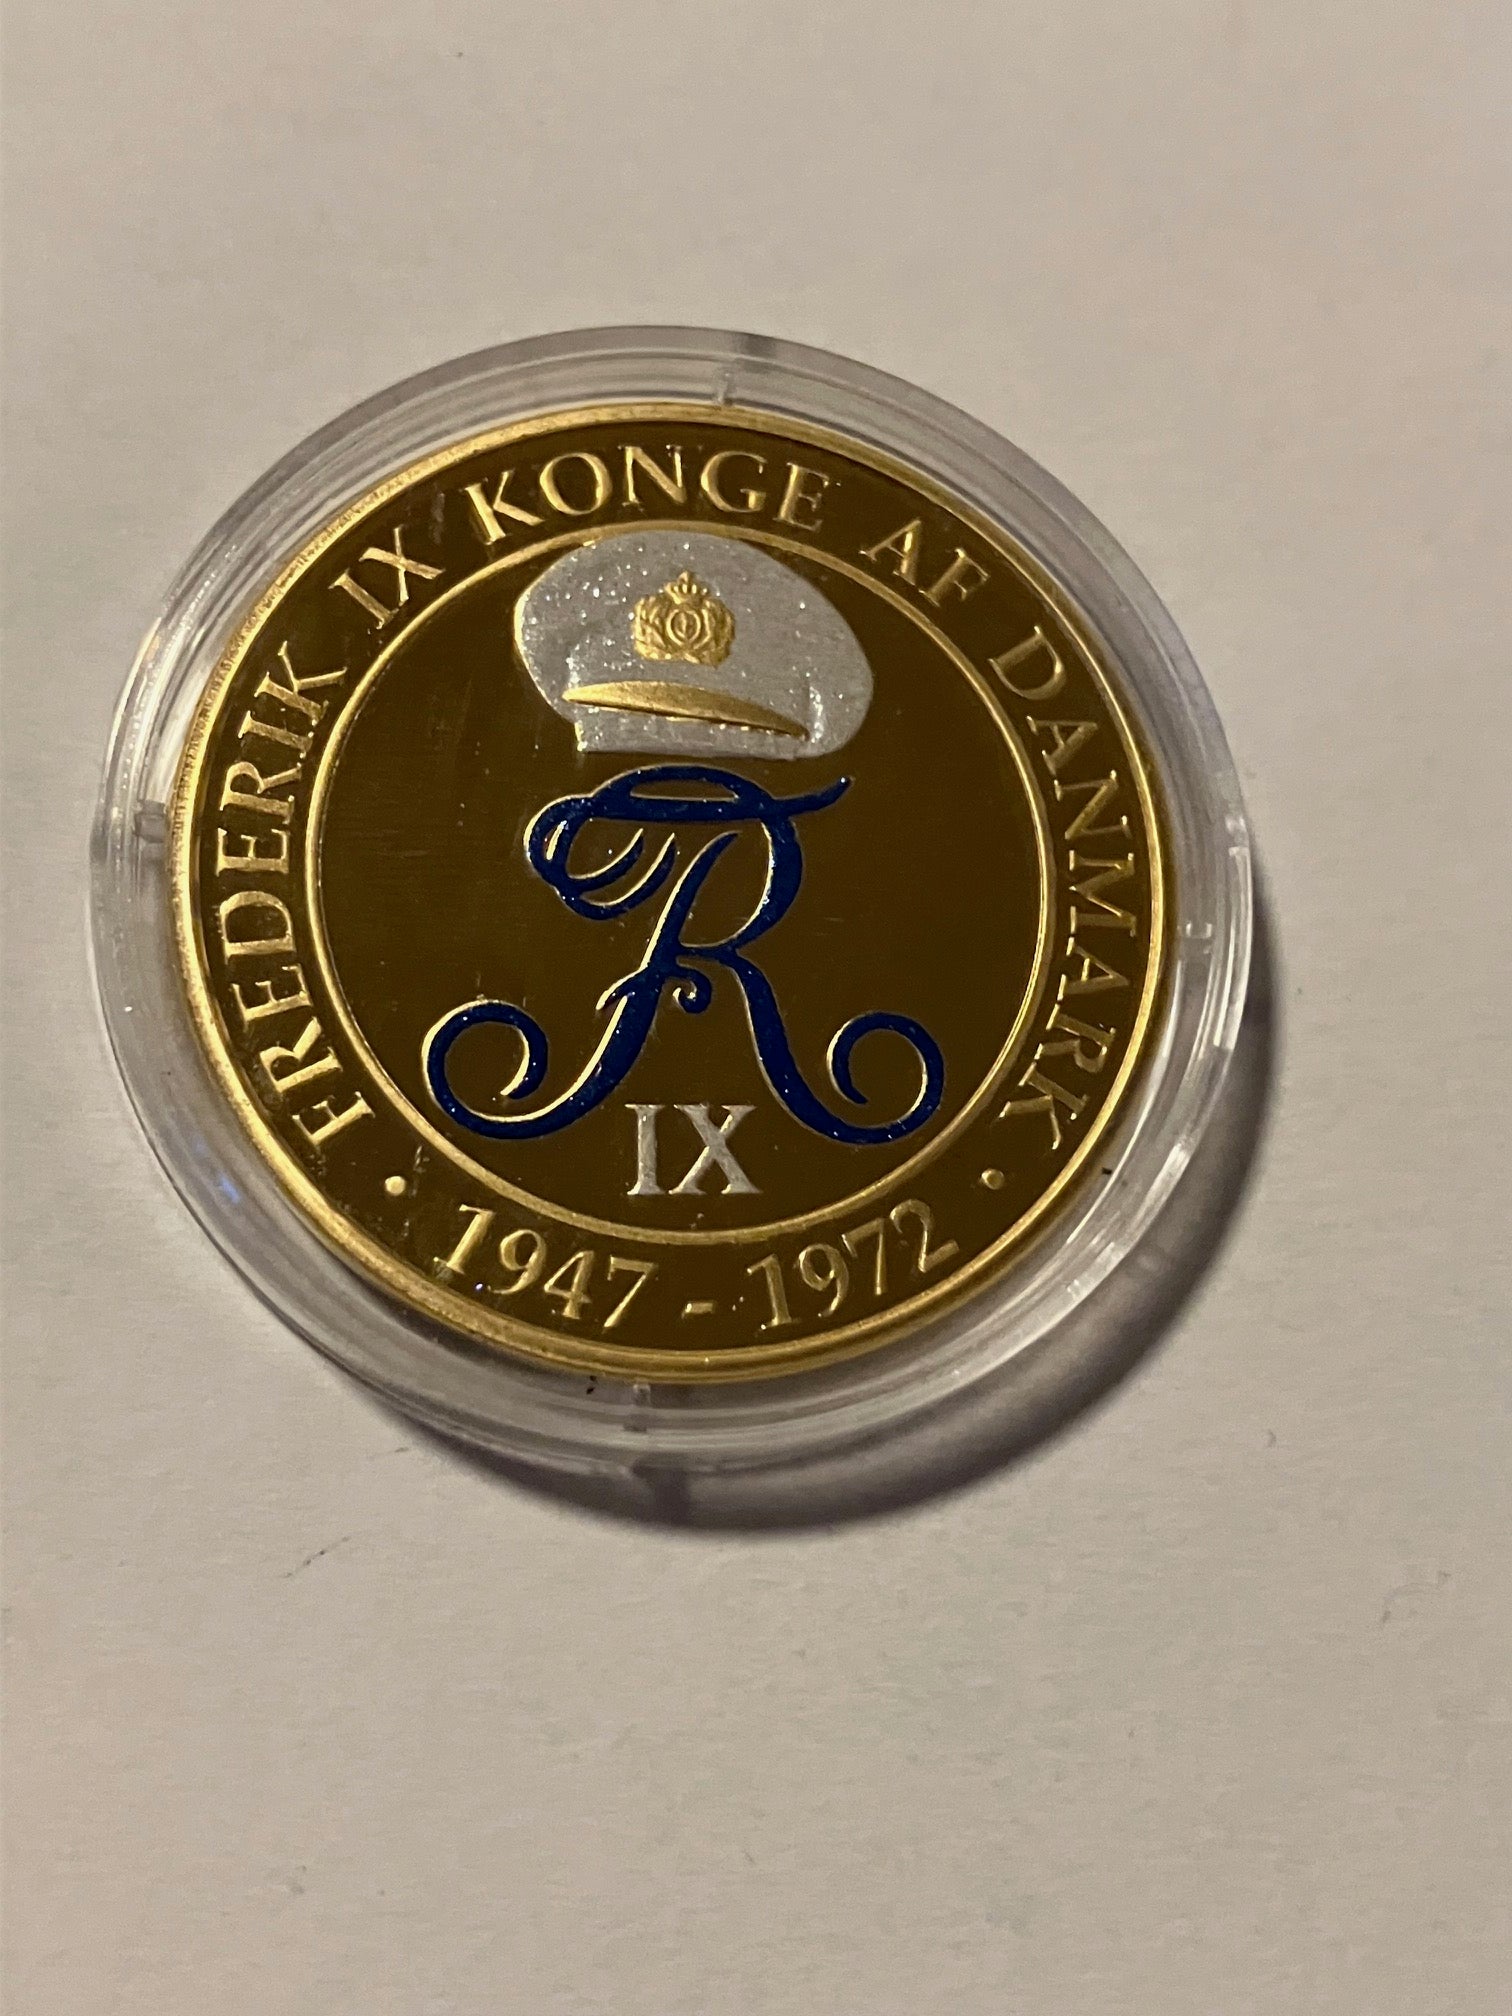 · FREDERIK IX KONGE AF DANMARK ·
FR
IX
1947 - 1972